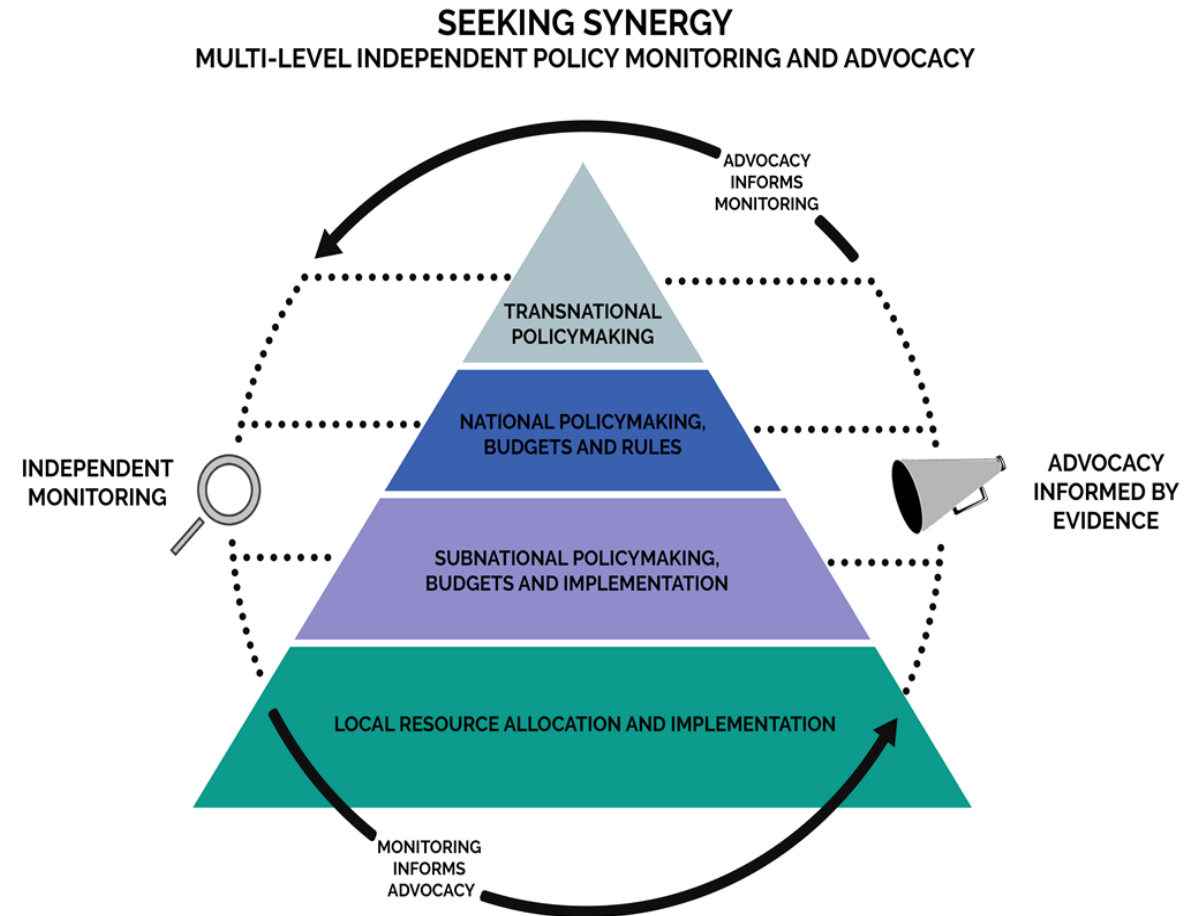 SEEKING SYNERGY
MULTI-LEVEL INDEPENDENT POLICY MONITORING AND ADVOCACY
ADVOCACY
INFORMS
MONITORING
TRANSNATIONAL
POLICYMAKING
NATIONAL POLICYMAKING,
BUDGETS AND RULES
INDEPENDENT
MONITORING
ADVOCACY
INFORMED BY
EVIDENCE
SUBNATIONAL POLICYMAKING,
BUDGETS AND IMPLEMENTATION
LOCAL RESOURCE ALLOCATION AND IMPLEMENTATION
MONITORING
INFORMS
ADVOCACY